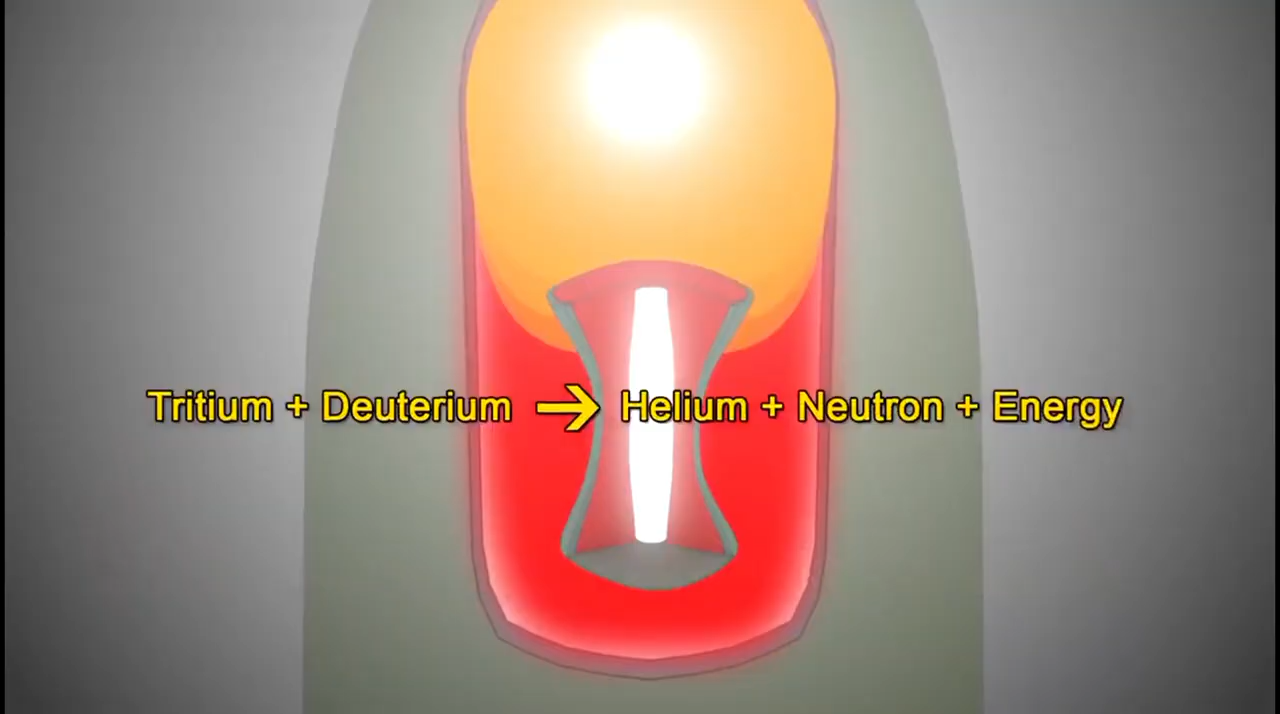 Tritium + Deuterium → Helium + Neutron + Energy